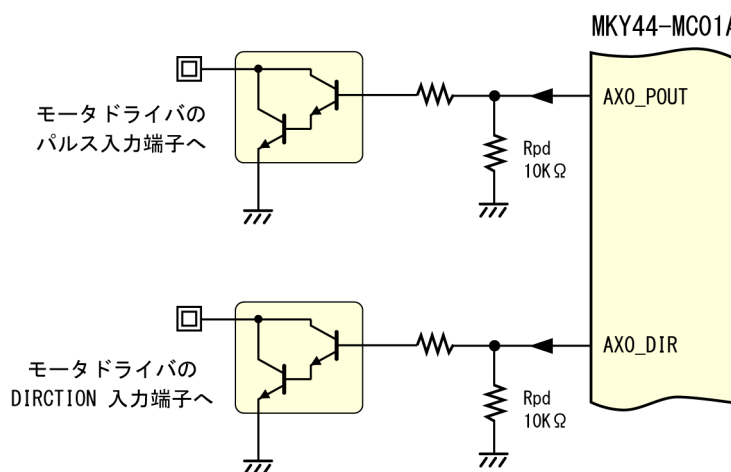 MKY44-MC01A
AX0_POUT
モータドライバの
パルス入力端子へ
Rpd
10KΩ
AX0_DIR
モータドライバの
DIRCTION 入力端子へ
Rpd
10KΩ